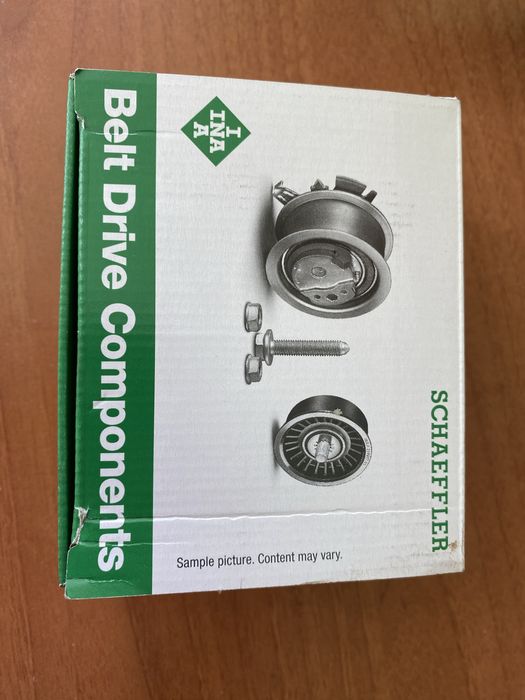 I
INA
A
Belt Drive Components
SCHAEFFLER
Sample picture. Content may vary.